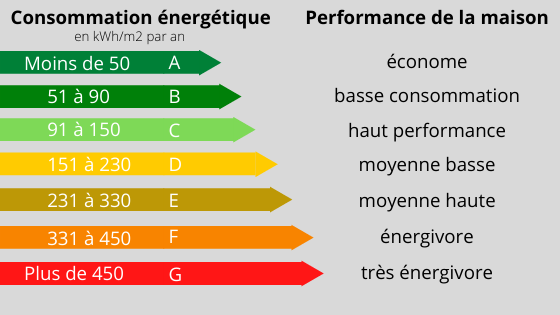 Consommation énergétique Performance de la maison
en kWh/m2 par an
Moins de 50 A économe
51 à 90 B basse consommation
91 à 150 C haut performance
151 à 230 D moyenne basse
231 à 330 E moyenne haute
331 à 450 F énergivore
Plus de 450 G très énergivore